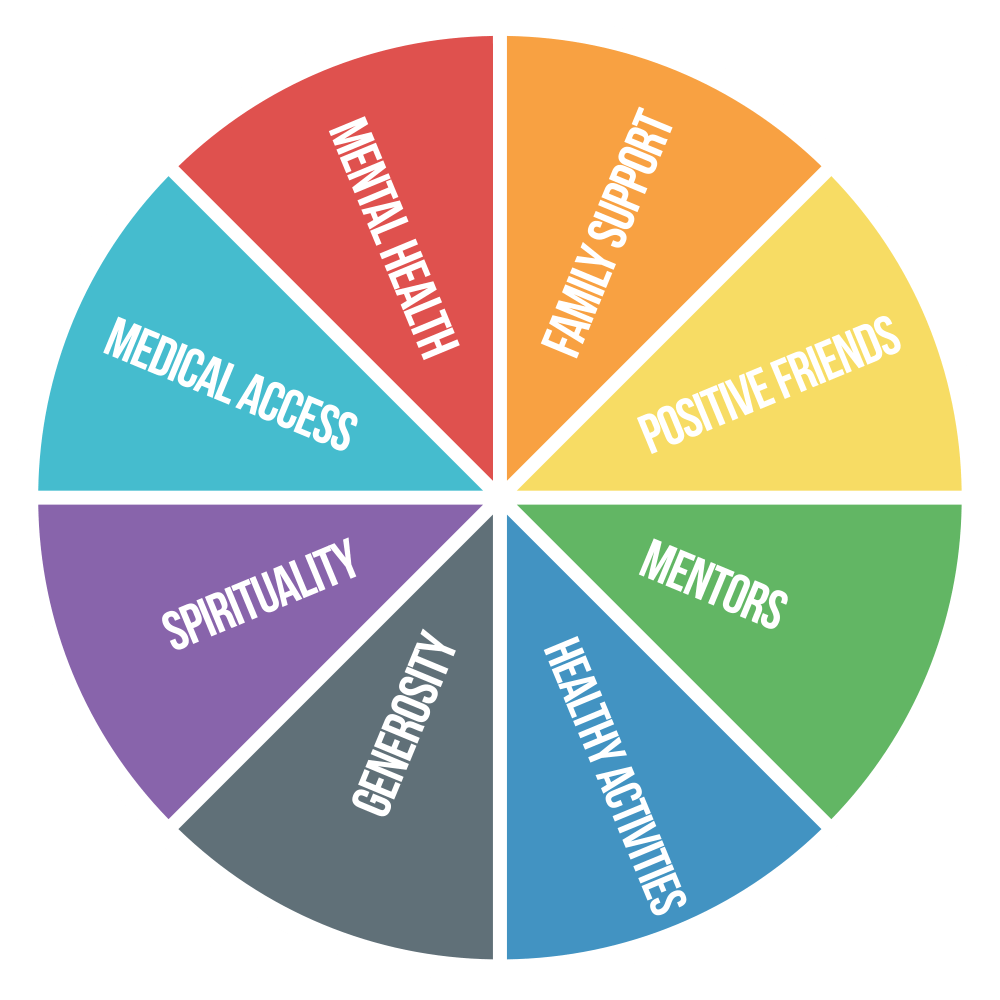 MENTAL HEALTH
FAMILY SUPPORT
POSITIVE FRIENDS
MENTORS
HEALTHY ACTIVITIES
GENEROSITY
SPIRITUALITY
MEDICAL ACCESS